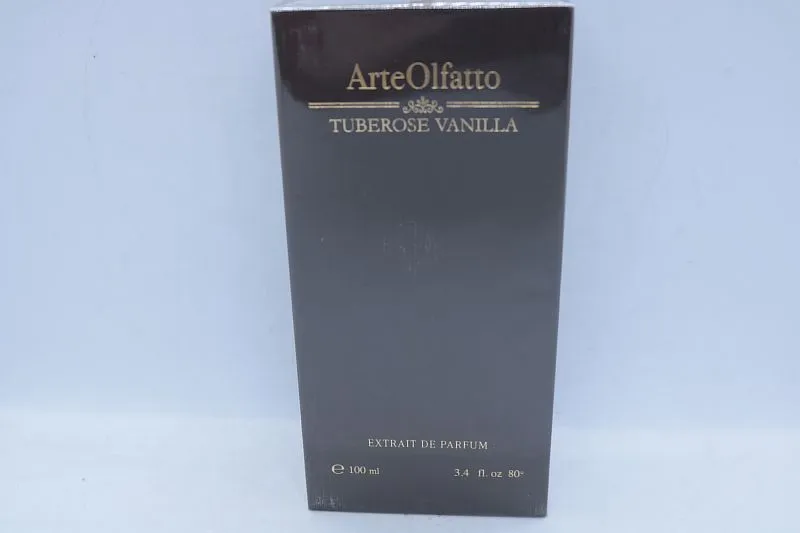 ArteOlfatto
TUBEROSE VANILLA
EXTRAIT DE PARFUM
℮ 100 ml 3.4 fl. oz 80°